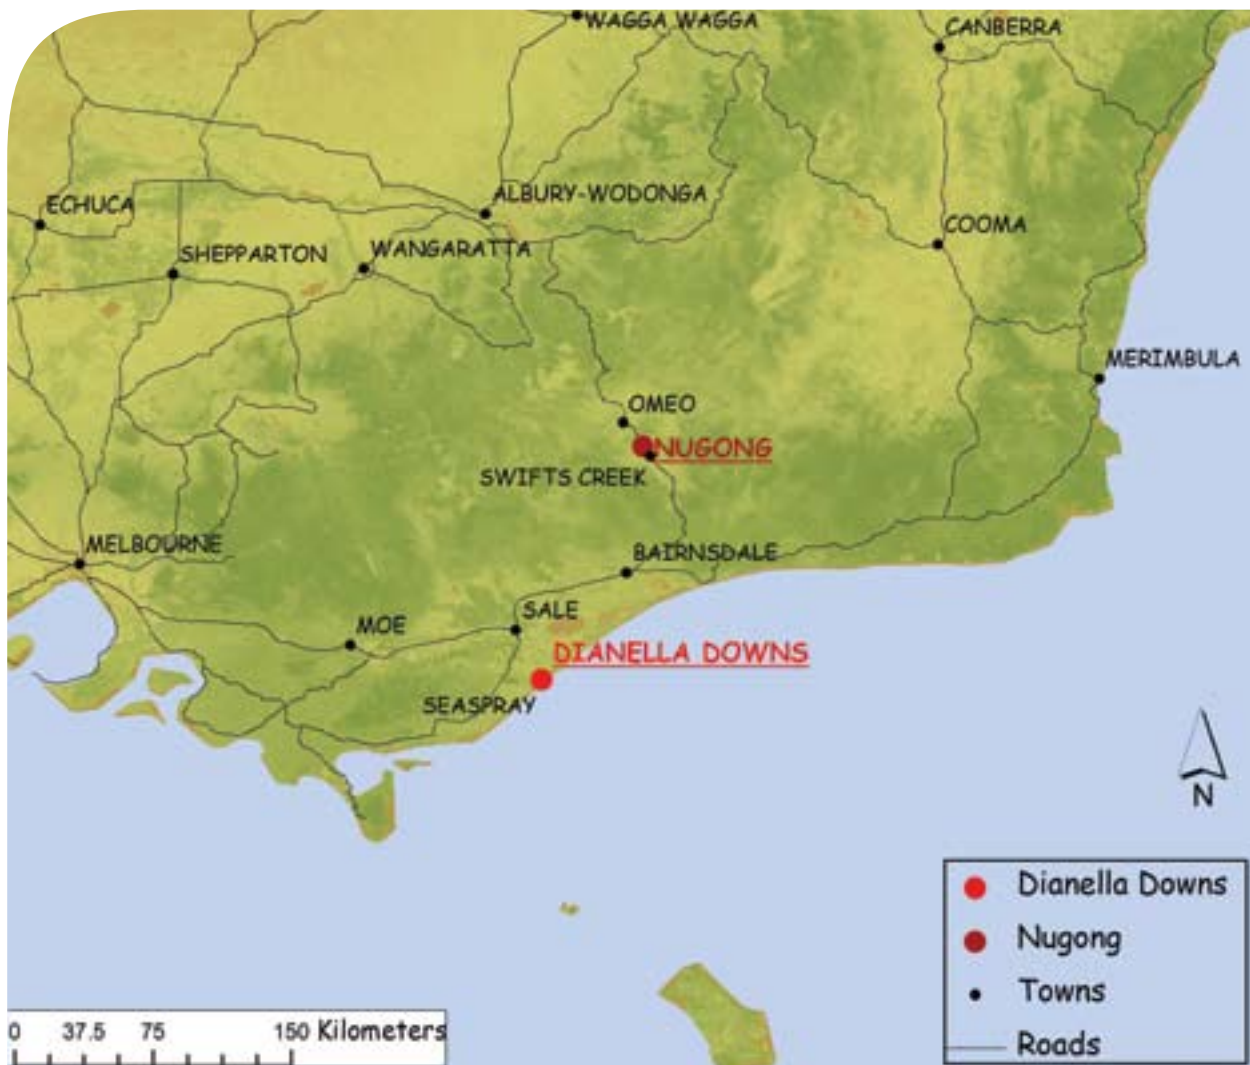 WAGGA WAGGA
CANBERRA
ALBURY-WODONGA
ECHUCA
COOMA
SHEPPARTON
WANGARATTA
MERIMBULA
OMEO
NUGONG
SWIFTS CREEK
MELBOURNE
BAIRNSDALE
SALE
MOE
DIANELLA DOWNS
SEASPRAY
N
Dianella Downs
Nugong
Towns
Roads
0 37.5 75 150 Kilometers